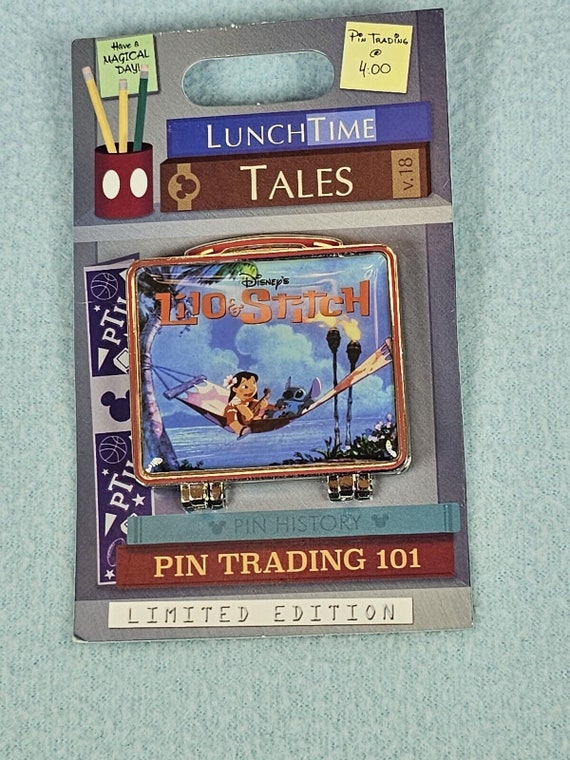 Have a
MAGICAL
DAY!
PIN TRADING
@
4:00
LUNCHTIME
TALES
v.18
DISNEY'S
LILO & STITCH
PIN HISTORY
PIN TRADING 101
LIMITED EDITION